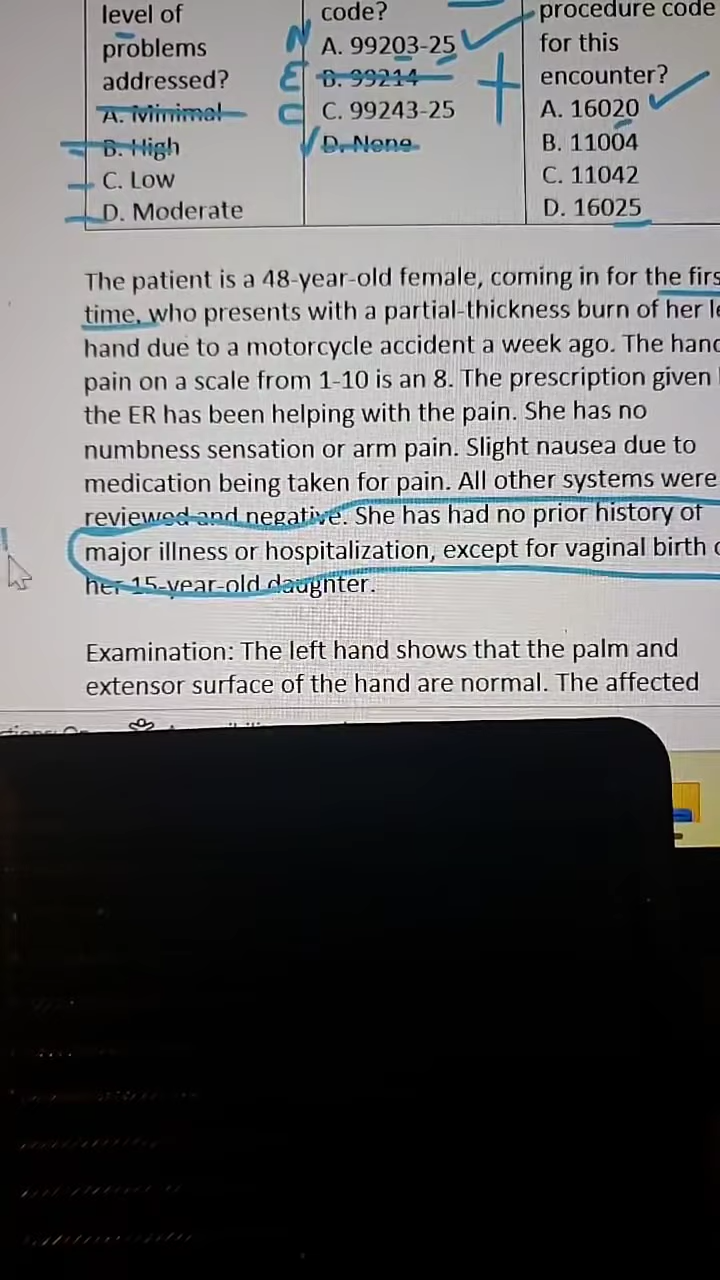 level of
problems
addressed?
A. Minimal
B. High
C. Low
D. Moderate
code?
N A. 99203-25
E B. 99214
C C. 99243-25
D. None
procedure code
for this
encounter?
A. 16020
B. 11004
C. 11042
D. 16025
The patient is a 48-year-old female, coming in for the firs
time, who presents with a partial-thickness burn of her le
hand due to a motorcycle accident a week ago. The hand
pain on a scale from 1-10 is an 8. The prescription given
the ER has been helping with the pain. She has no
numbness sensation or arm pain. Slight nausea due to
medication being taken for pain. All other systems were
reviewed and negative. She has had no prior history of
major illness or hospitalization, except for vaginal birth
her 15-year-old daughter.
Examination: The left hand shows that the palm and
extensor surface of the hand are normal. The affected